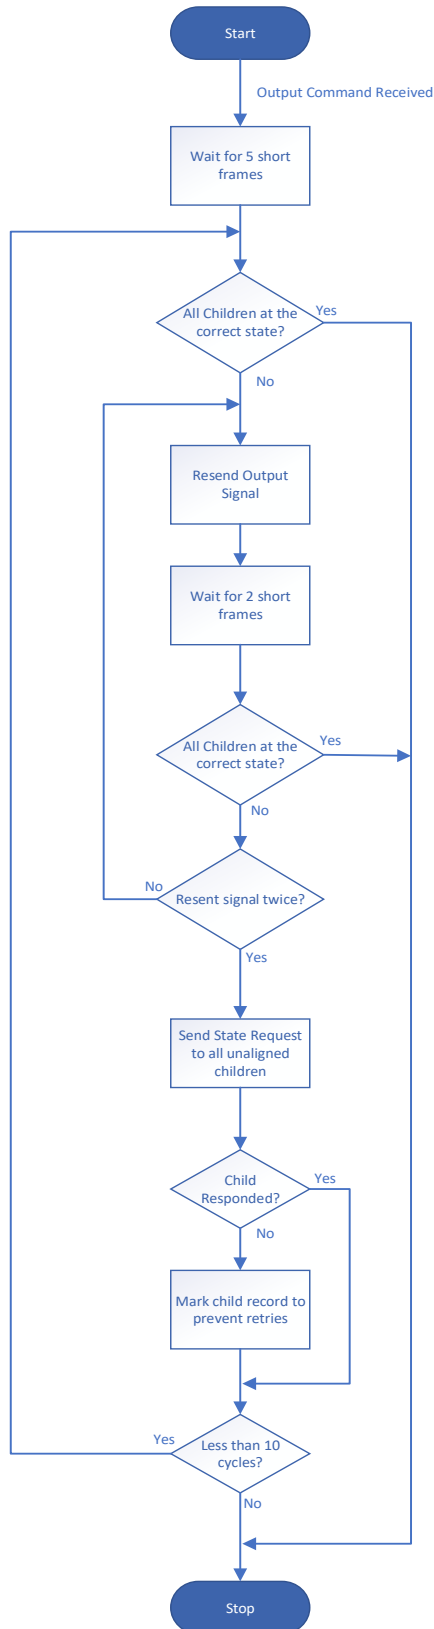 Start
Output Command Received
Wait for 5 short
frames
All Children at the
correct state?
Yes
No
Resend Output
Signal
Wait for 2 short
frames
All Children at the
correct state?
Yes
No
Resent signal twice?
No
Yes
Send State Request
to all unaligned
children
Child
Responded?
Yes
No
Mark child record to
prevent retries
Less than 10
cycles?
Yes
No
Stop